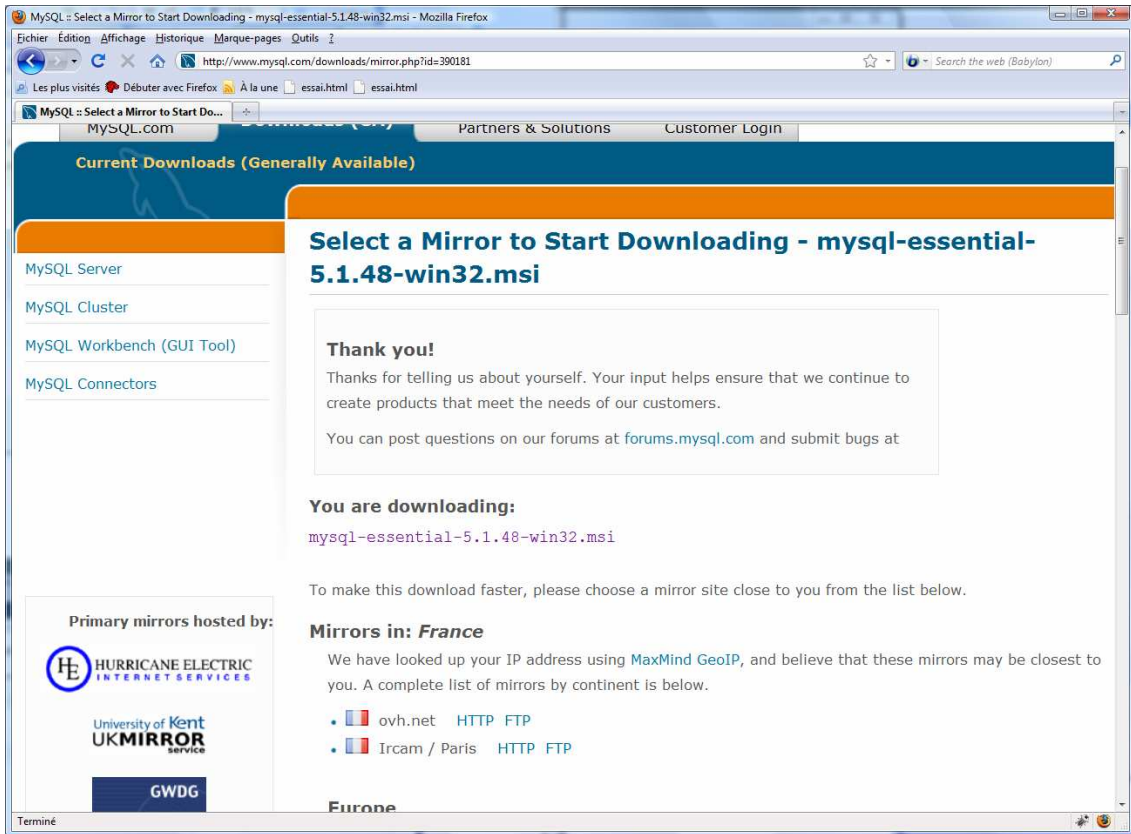 MySQL :: Select a Mirror to Start Downloading - mysql-essential-5.1.48-win32.msi - Mozilla Firefox
Fichier Édition Affichage Historique Marque-pages Outils ?
http://www.mysql.com/downloads/mirror.php?id=390181
Search the web (Babylon)
Les plus visités Débuter avec Firefox À la une essai.html essai.html
MySQL :: Select a Mirror to Start Do...
MySQL.com Downloads (GA) Partners & Solutions Customer Login
Current Downloads (Generally Available)
Select a Mirror to Start Downloading - mysql-essential-
5.1.48-win32.msi
MySQL Server
MySQL Cluster
MySQL Workbench (GUI Tool)
MySQL Connectors
Thank you!
Thanks for telling us about yourself. Your input helps ensure that we continue to
create products that meet the needs of our customers.
You can post questions on our forums at forums.mysql.com and submit bugs at
You are downloading:
mysql-essential-5.1.48-win32.msi
To make this download faster, please choose a mirror site close to you from the list below.
Primary mirrors hosted by:
HE HURRICANE ELECTRIC
INTERNET SERVICES
University of Kent
UKMIRROR
service
GWDG
Mirrors in: France
We have looked up your IP address using MaxMind GeoIP, and believe that these mirrors may be closest to
you. A complete list of mirrors by continent is below.
• ovh.net HTTP FTP
• Ircam / Paris HTTP FTP
Europe
Terminé